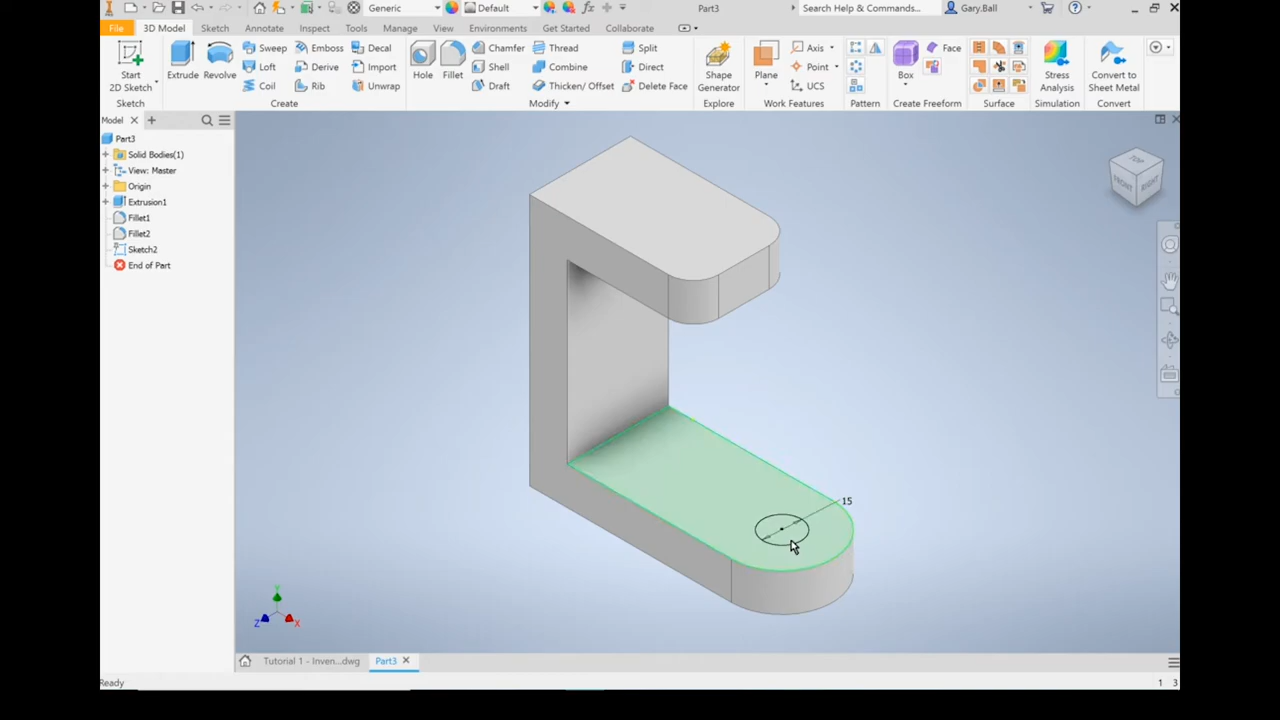 Generic
Default
Part3
Search Help & Commands...
Gary.Ball
File
3D Model
Sketch
Annotate
Inspect
Tools
Manage
View
Environments
Get Started
Collaborate
Start
2D Sketch
Extrude
Revolve
Sweep
Loft
Coil
Emboss
Derive
Rib
Decal
Import
Unwrap
Hole
Fillet
Chamfer
Shell
Draft
Thread
Combine
Thicken/ Offset
Split
Direct
Delete Face
Shape
Generator
Plane
Axis
Point
UCS
Box
Face
Stress
Analysis
Convert to
Sheet Metal
Sketch
Create
Modify
Explore
Work Features
Pattern
Create Freeform
Surface
Simulation
Convert
Model
Part3
Solid Bodies(1)
View: Master
Origin
Extrusion1
Fillet1
Fillet2
Sketch2
End of Part
TOP
FRONT
RIGHT
15
Y
Z
X
Tutorial 1 - Inven...dwg
Part3
Ready
1
3